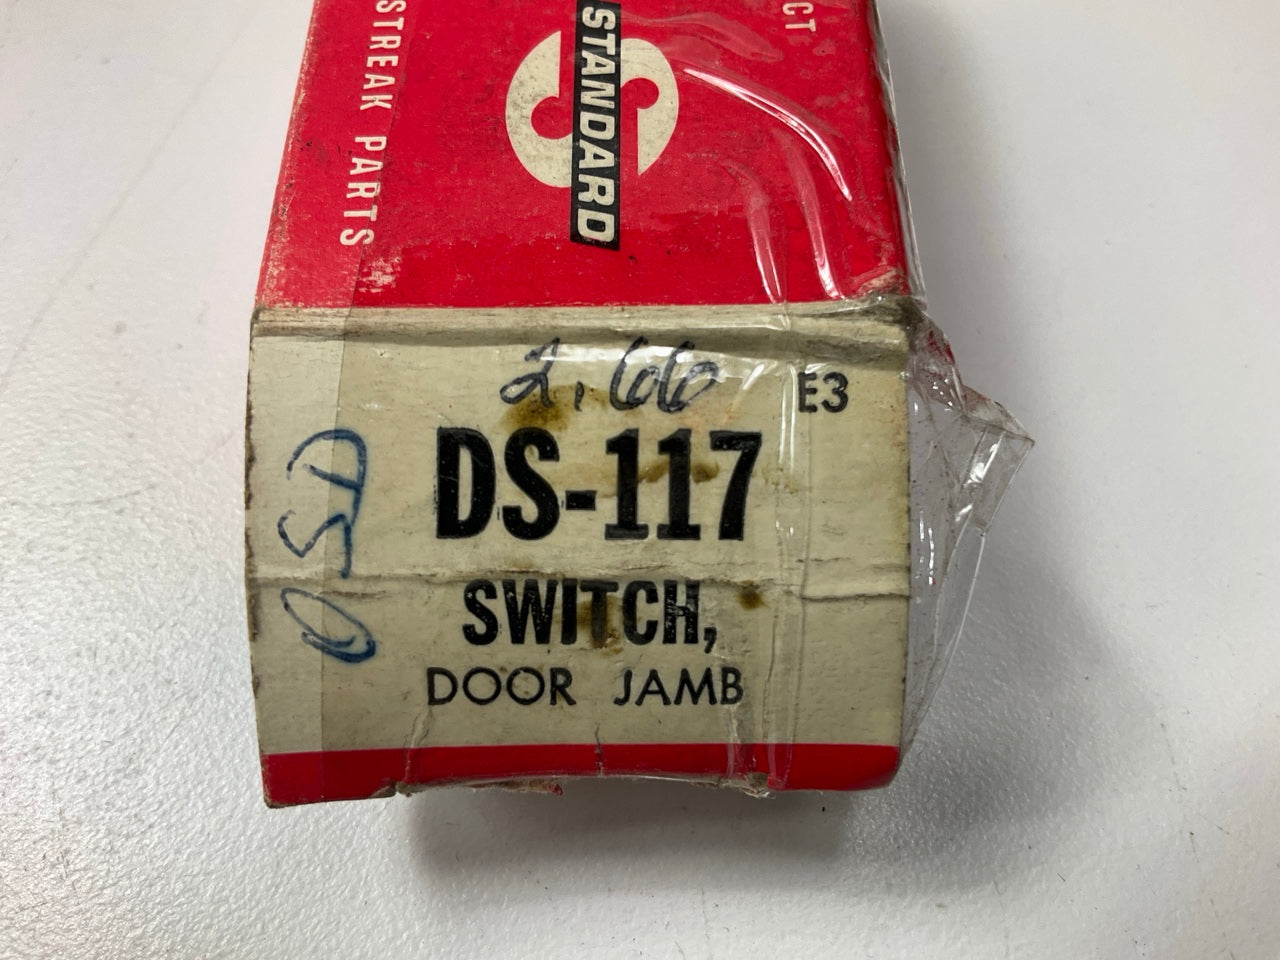 STREAK PARTS
STANDARD
CT
2.66
E3
DS-117
SWITCH,
DOOR JAMB